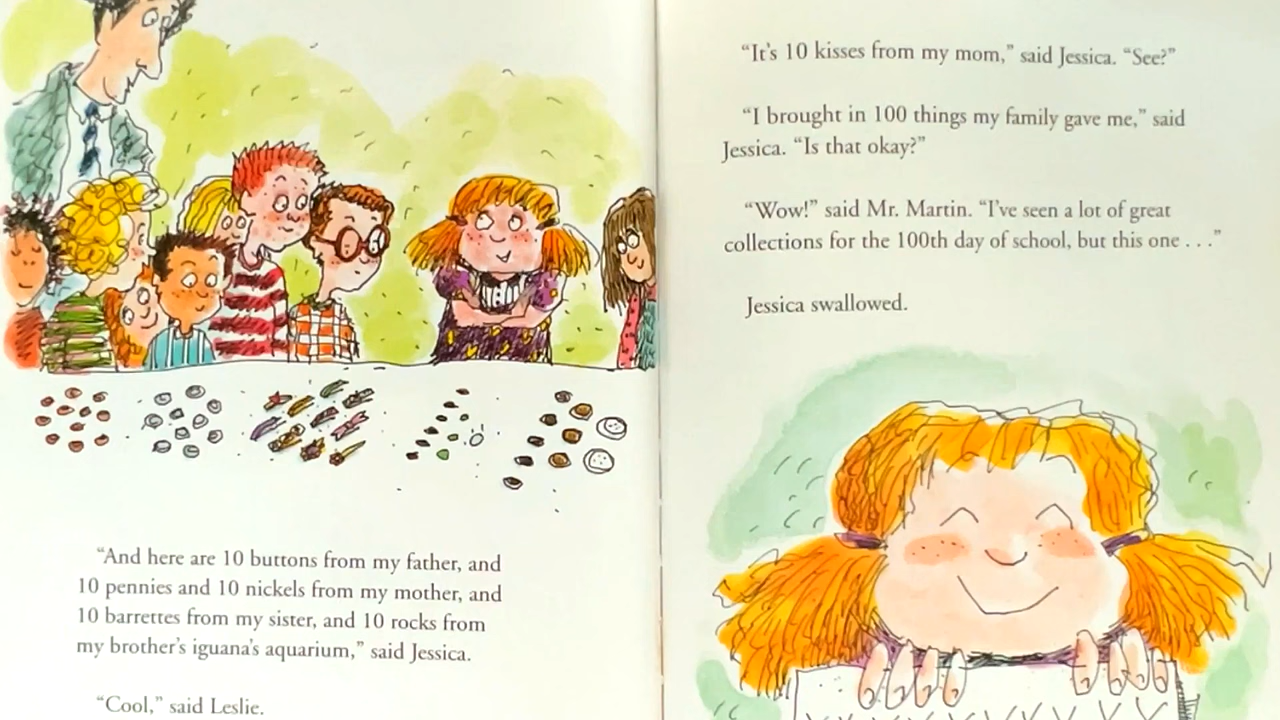 “And here are 10 buttons from my father, and
10 pennies and 10 nickels from my mother, and
10 barrettes from my sister, and 10 rocks from
my brother’s iguana’s aquarium,” said Jessica.
“Cool,” said Leslie.
“It’s 10 kisses from my mom,” said Jessica. “See?”
“I brought in 100 things my family gave me,” said
Jessica. “Is that okay?”
“Wow!” said Mr. Martin. “I’ve seen a lot of great
collections for the 100th day of school, but this one . . .”
Jessica swallowed.